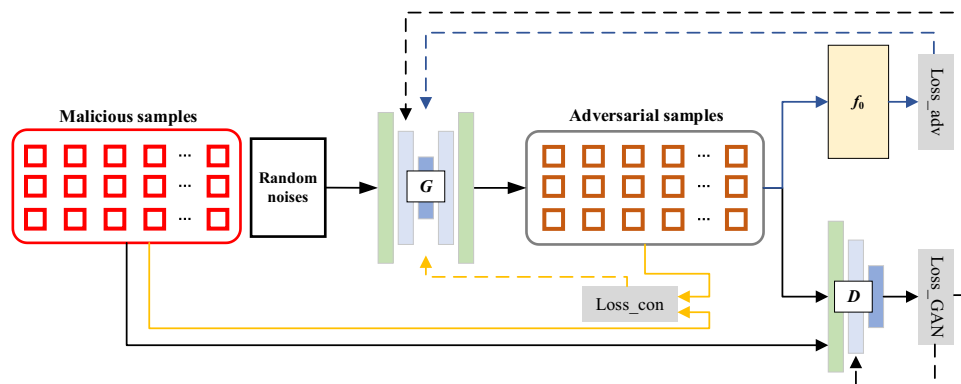 Malicious samples
...
...
...
Random
noises
G
Adversarial samples
...
...
...
f0
Loss_adv
Loss_con
D
Loss_GAN